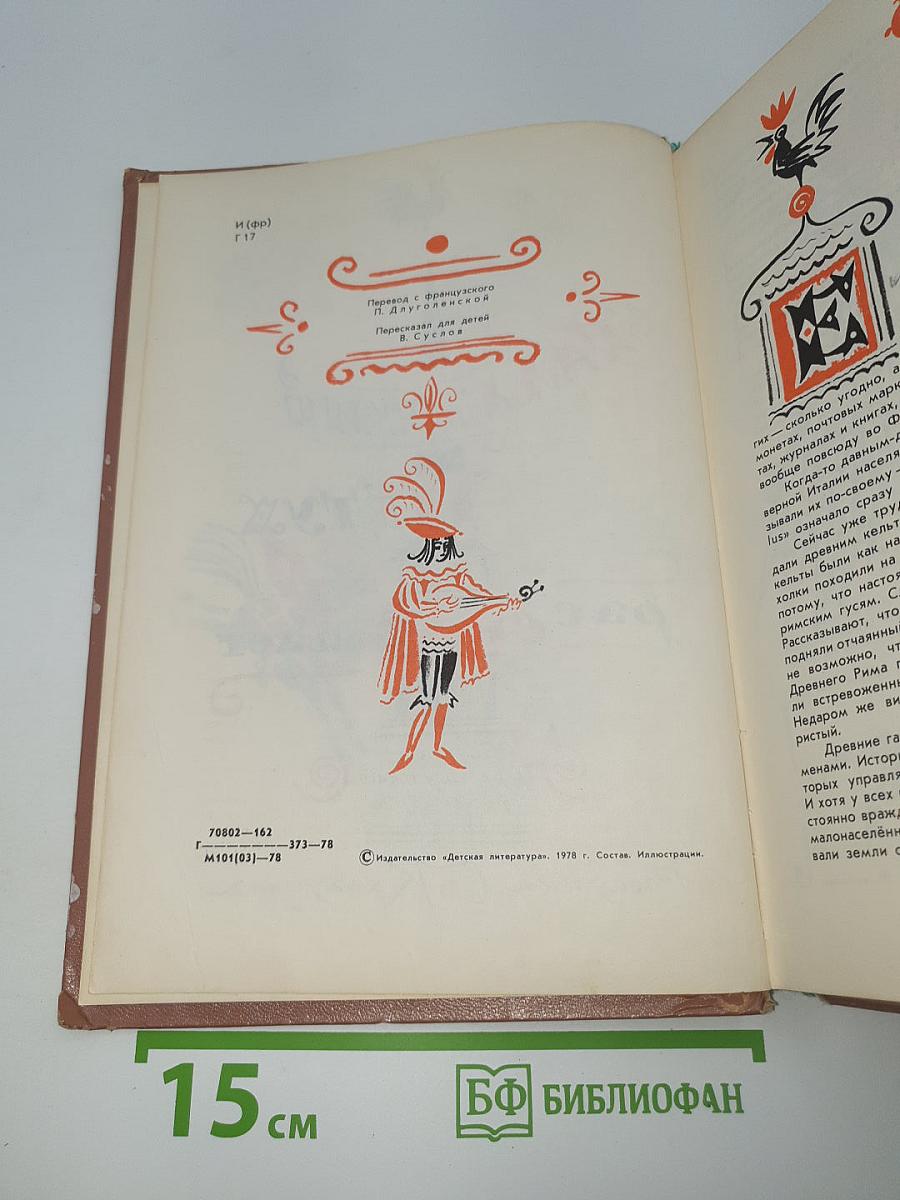 И (фр)
Г 17
Перевод с французского
П. Длуголенской
Пересказал для детей
В. Суслов
70802—162
Г———————373—78
М101(03)—78
© Издательство «Детская литература». 1978 г. Состав. Иллюстрации.
гих — сколько угодно, а
монетах, почтовых марк
тах, журналах и книгах,
вообще повсюду во Ф
Когда-то давным-д
верной Италии населя
зывали их по-своему —
lus» означало сразу
Сейчас уже труд
дали древним кельт
кельты были как на
холки походили на
потому, что настоя
римским гусям. С
Рассказывают, что
подняли отчаянный
не возможно, чт
Древнего Рима г
ли встревоженны
Недаром же ви
ристый.
Древние га
менами. Истори
торых управля
И хотя у всех
стоянно вражд
малонаселённ
вали земли с
15 см
БФ БИБЛИОФАН